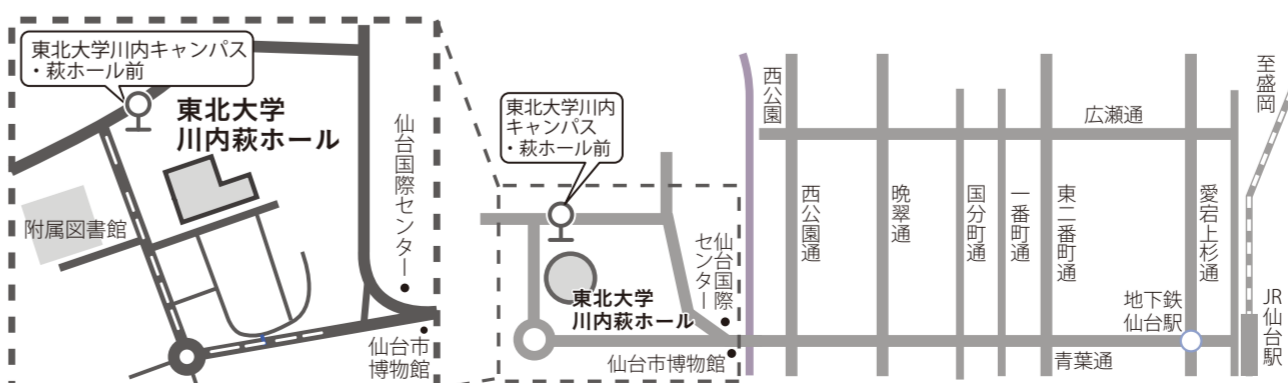 東北大学川内キャンパス
・萩ホール前
東北大学
川内萩ホール
仙台国際センター
附属図書館
仙台市
博物館
東北大学川内
キャンパス
・萩ホール前
東北大学
川内萩ホール
仙台国際
センター
仙台市博物館
西公園
西公園通
晩翠通
国分町通
一番町通
東二番町通
広瀬通
愛宕上杉通
至盛岡
地下鉄
仙台駅
青葉通
JR仙台駅